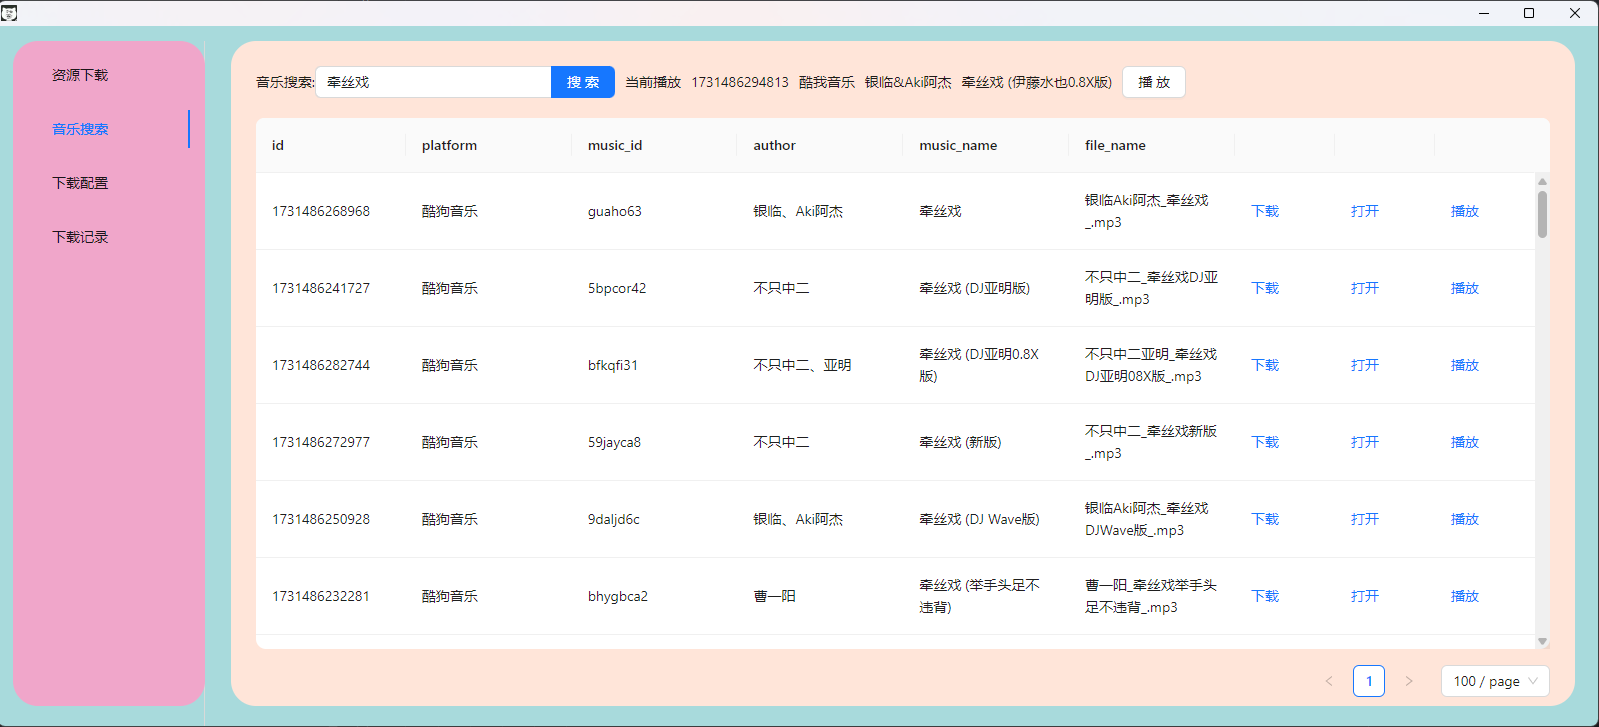 资源下载
音乐搜索
下载配置
下载记录
音乐搜索: 牵丝戏 搜 索 当前播放 1731486294813 酷我音乐 银临&Aki阿杰 牵丝戏 (伊藤水也0.8X版) 播 放
id platform music_id author music_name file_name
1731486268968 酷狗音乐 guaho63 银临、Aki阿杰 牵丝戏 银临Aki阿杰_牵丝戏
_.mp3 下载 打开 播放
1731486241727 酷狗音乐 5bpcor42 不只中二 牵丝戏 (DJ亚明版) 不只中二_牵丝戏DJ亚
明版_.mp3 下载 打开 播放
1731486282744 酷狗音乐 bfkqfi31 不只中二、亚明 牵丝戏 (DJ亚明0.8X
版) 不只中二亚明_牵丝戏
DJ亚明08X版_.mp3 下载 打开 播放
1731486272977 酷狗音乐 59jayca8 不只中二 牵丝戏 (新版) 不只中二_牵丝戏新版
_.mp3 下载 打开 播放
1731486250928 酷狗音乐 9daljd6c 银临、Aki阿杰 牵丝戏 (DJ Wave版) 银临Aki阿杰_牵丝戏
DJWave版_.mp3 下载 打开 播放
1731486232281 酷狗音乐 bhygbca2 曹一阳 牵丝戏 (举手头足不
违背) 曹一阳_牵丝戏举手头
足不违背_.mp3 下载 打开 播放
1 100 / page